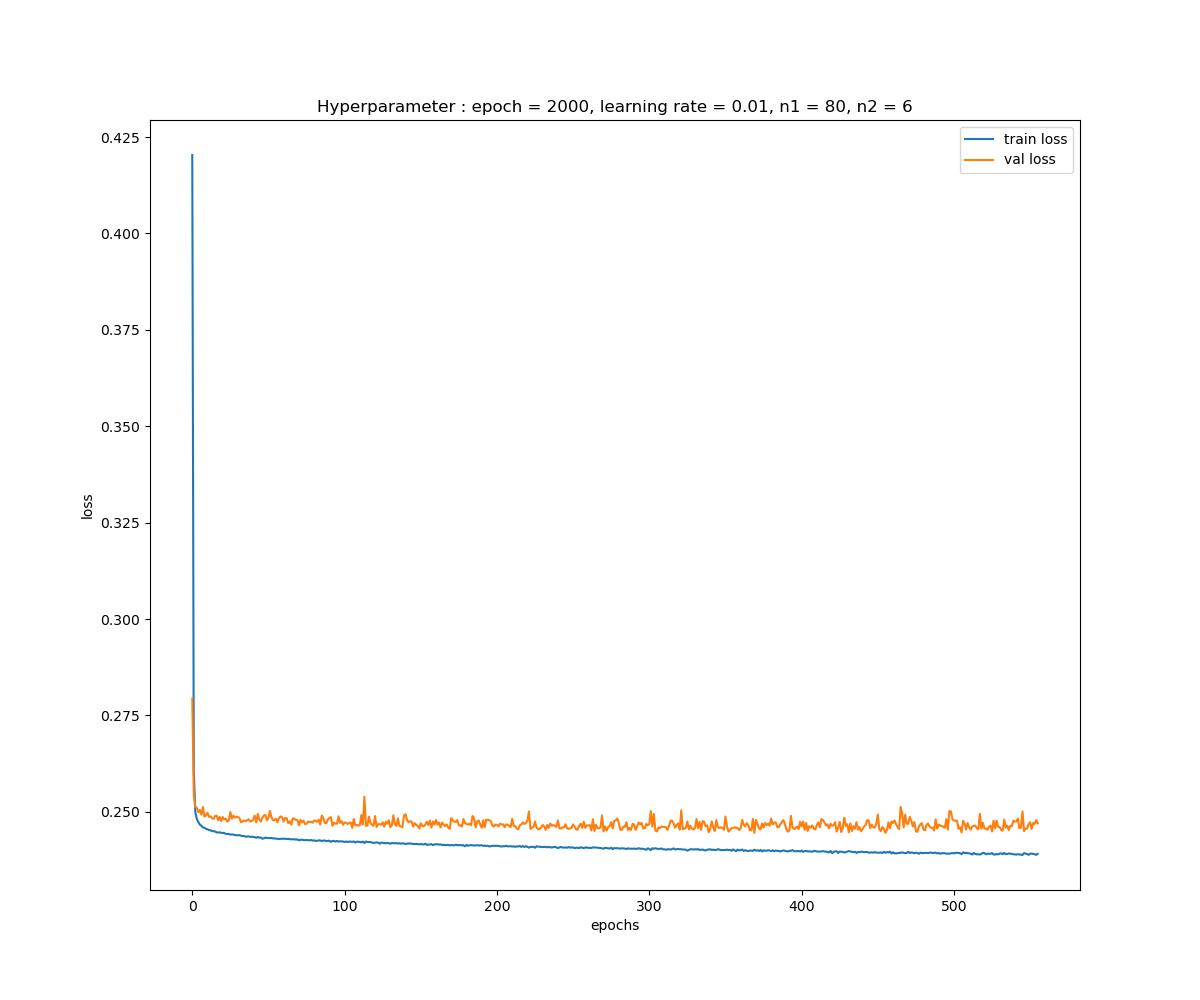 Hyperparameter : epoch = 2000, learning rate = 0.01, n1 = 80, n2 = 6
train loss
val loss
loss
0.425
0.400
0.375
0.350
0.325
0.300
0.275
0.250
0 100 200 300 400 500
epochs